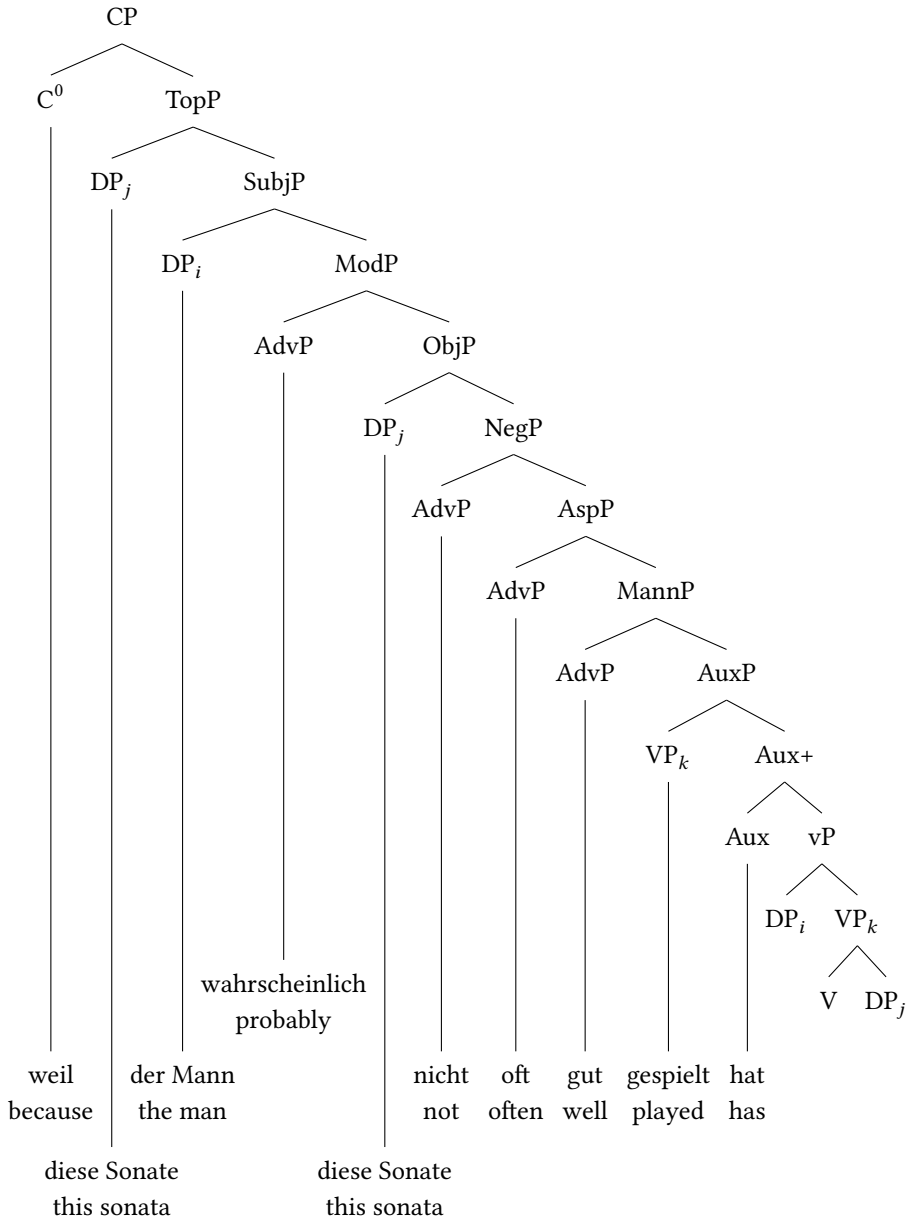 CP
C⁰ TopP
DPⱼ SubjP
DPᵢ ModP
AdvP ObjP
DPⱼ NegP
AdvP AspP
AdvP MannP
AdvP AuxP
VPₖ Aux+
Aux vP
DPᵢ VPₖ
V DPⱼ
wahrscheinlich
probably
weil der Mann nicht oft gut gespielt hat
because the man not often well played has
diese Sonate diese Sonate
this sonata this sonata